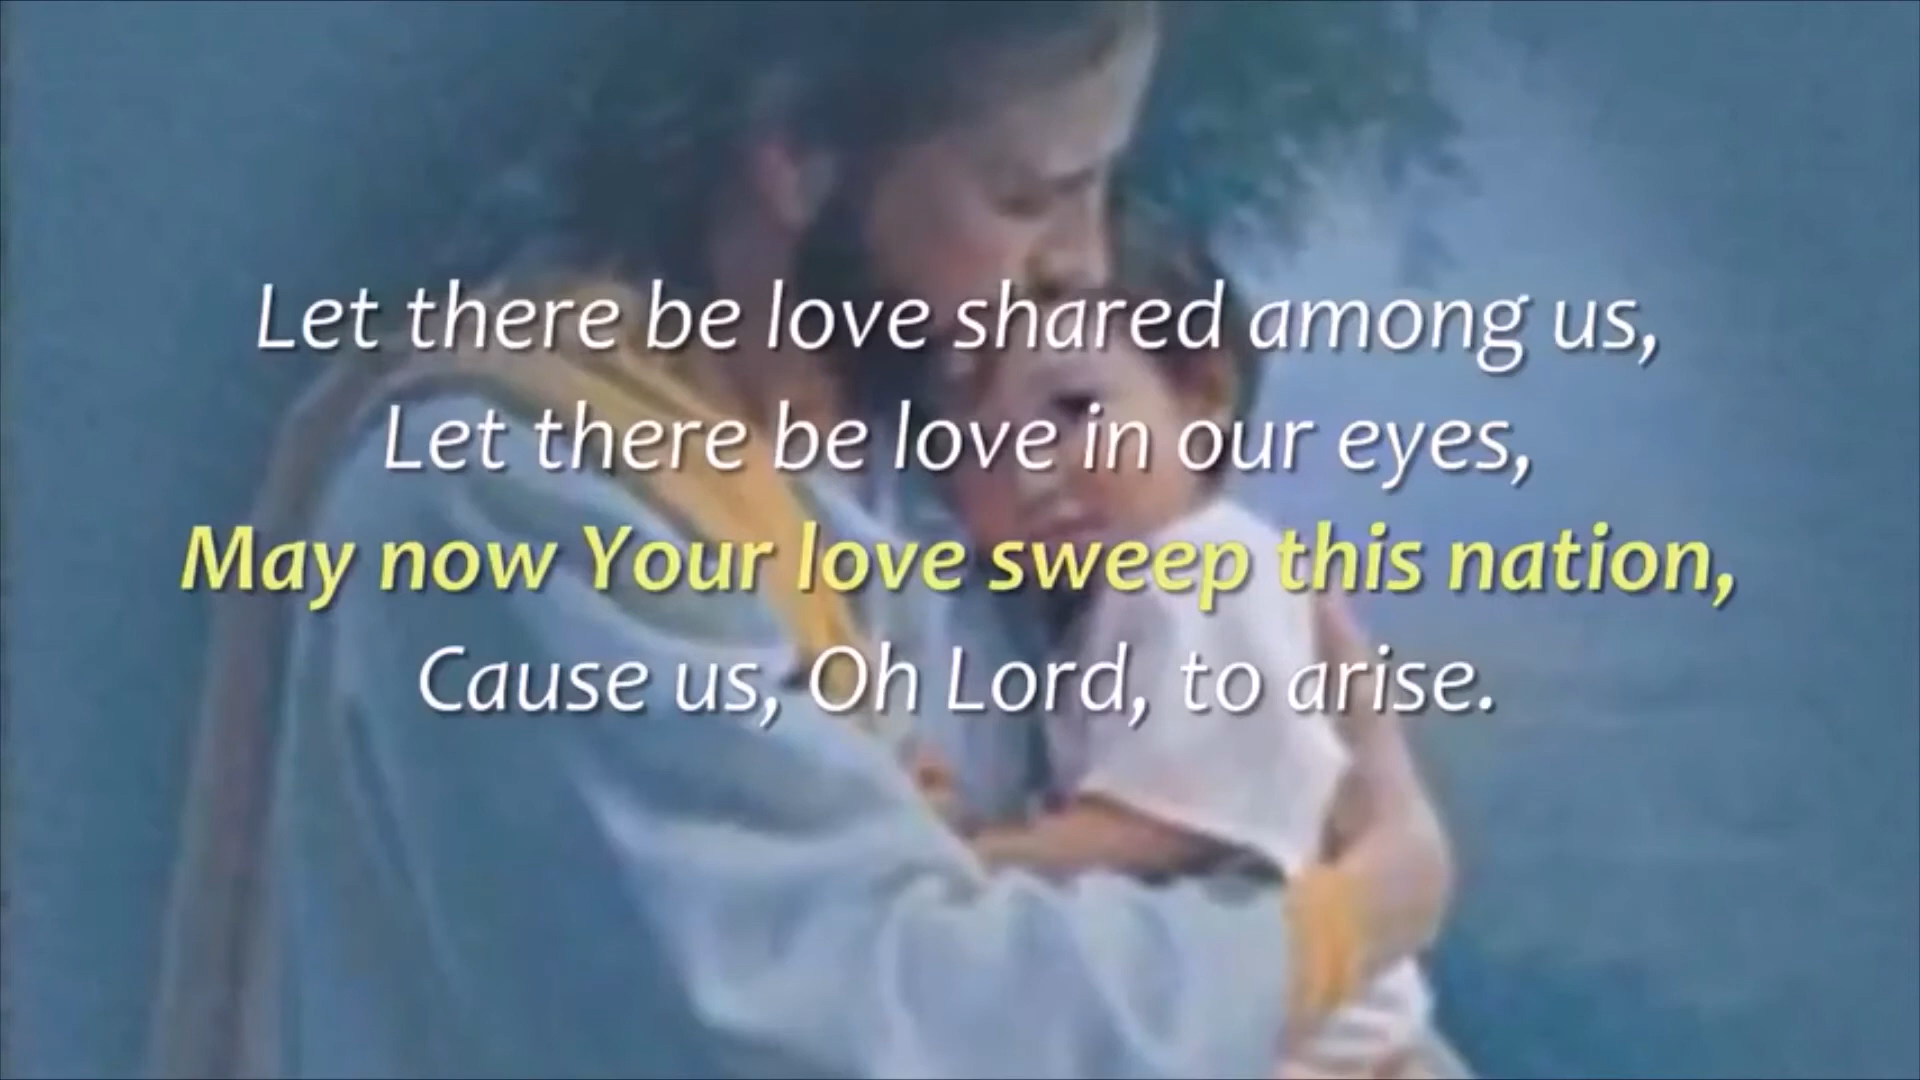 Let there be love shared among us,
Let there be love in our eyes,
May now Your love sweep this nation,
Cause us, Oh Lord, to arise.